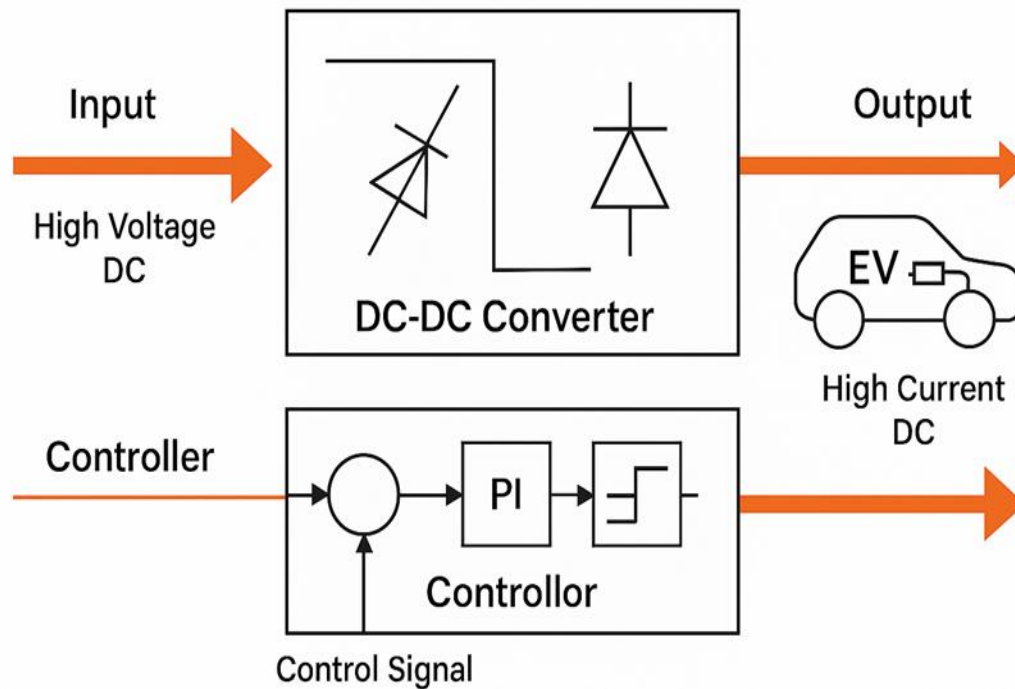 Input
High Voltage
DC
DC-DC Converter
Output
EV
High Current
DC
Controller
PI
Controllor
Control Signal